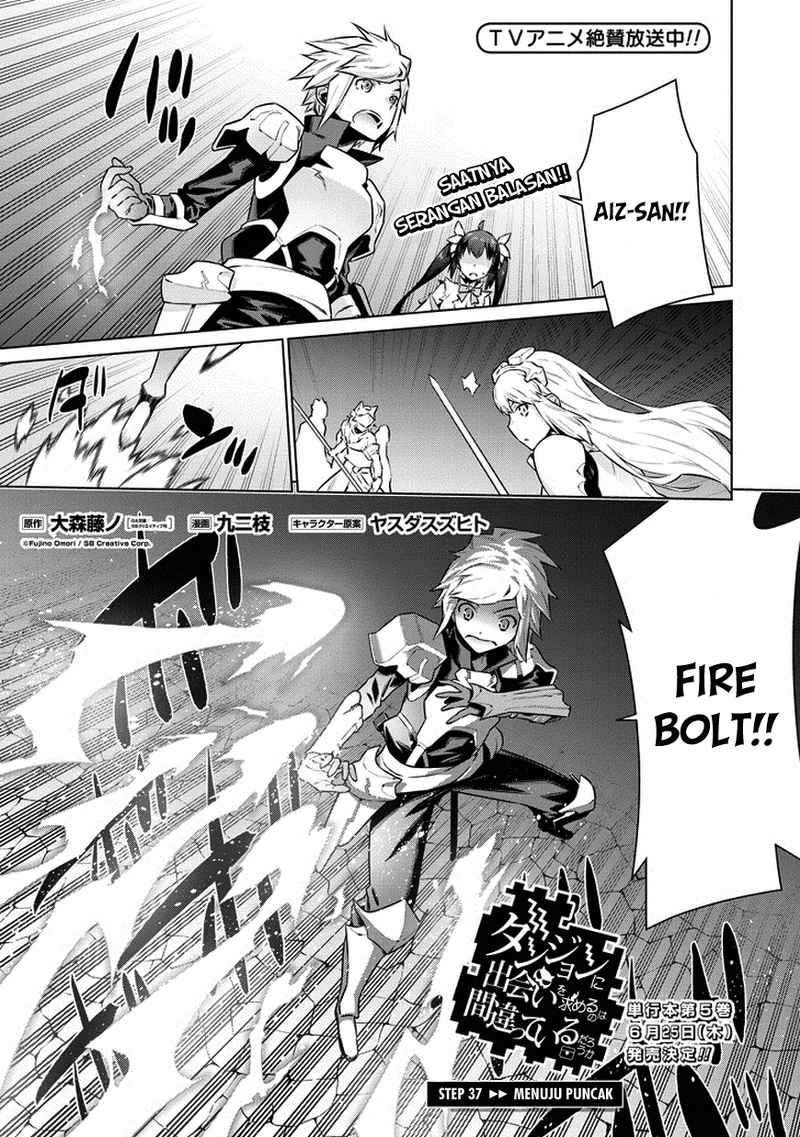 TVアニメ絶賛放送中!!
AIZ-SAN!!
SAATNYA
SERANGAN BALASAN!!
原作 大森藤ノ
漫画 九二枝
キャラクター原案 ヤスダスズヒト
©Fujino Omori / SB Creative Corp.
FIRE
BOLT!!
ダンジョンに
出会いを求めるのは
間違っているだろうか
単行本第5巻
6月25日(木)
発売決定!!
STEP 37 ▶▶ MENUJU PUNCAK